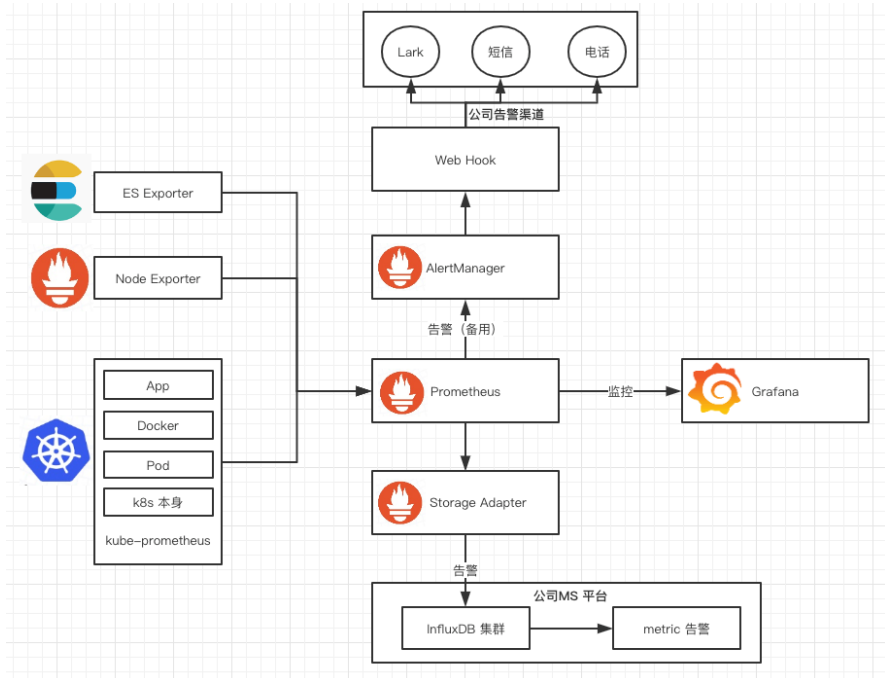 Lark
短信
电话
公司告警渠道
Web Hook
ES Exporter
AlertManager
Node Exporter
告警（备用）
App
Docker
Pod
k8s 本身
kube-prometheus
Prometheus
监控
Grafana
Storage Adapter
告警
公司MS 平台
InfluxDB 集群
metric 告警